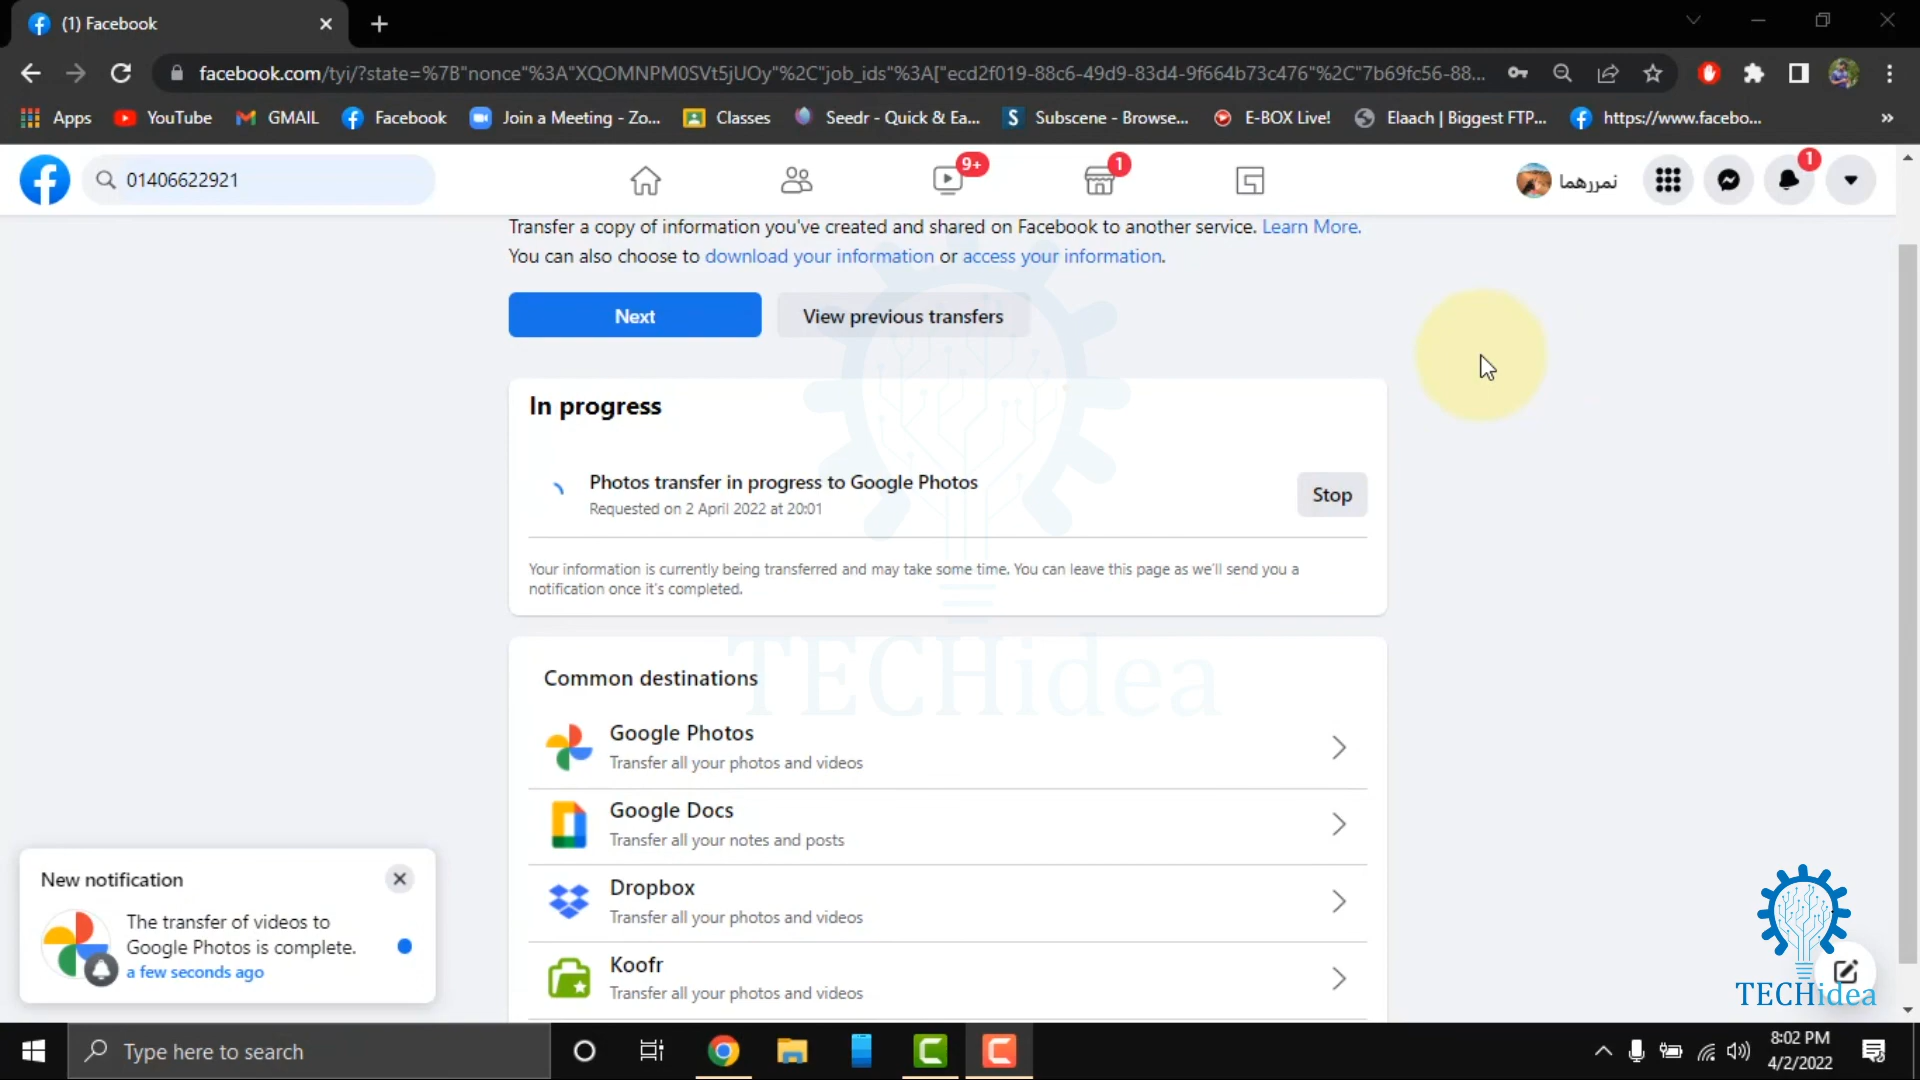 (1) Facebook
facebook.com/tyi/?state=%7B"nonce"%3A"XQOMNPM0SVt5jUOy"%2C"job_ids"%3A["ecd2f019-88c6-49d9-83d4-9f664b73c476"%2C"7b69fc56-88...
Apps
YouTube
GMAIL
Facebook
Join a Meeting - Zo...
Classes
Seedr - Quick & Ea...
Subscene - Browse...
E-BOX Live!
Elaach | Biggest FTP...
https://www.facebo...
»
01406622921
9+
1
نمررهما
1
Transfer a copy of information you've created and shared on Facebook to another service. Learn More.
You can also choose to download your information or access your information.
Next
View previous transfers
In progress
Photos transfer in progress to Google Photos
Requested on 2 April 2022 at 20:01
Stop
Your information is currently being transferred and may take some time. You can leave this page as we'll send you a
notification once it's completed.
TECHidea
Common destinations
Google Photos
Transfer all your photos and videos
Google Docs
Transfer all your notes and posts
Dropbox
Transfer all your photos and videos
Koofr
Transfer all your photos and videos
New notification
The transfer of videos to
Google Photos is complete.
a few seconds ago
TECHidea
Type here to search
8:02 PM
4/2/2022